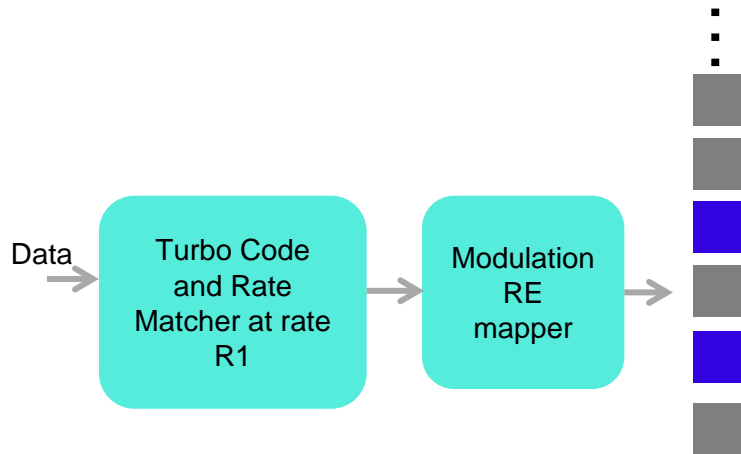 Data
Turbo Code
and Rate
Matcher at rate
R1
Modulation
RE
mapper